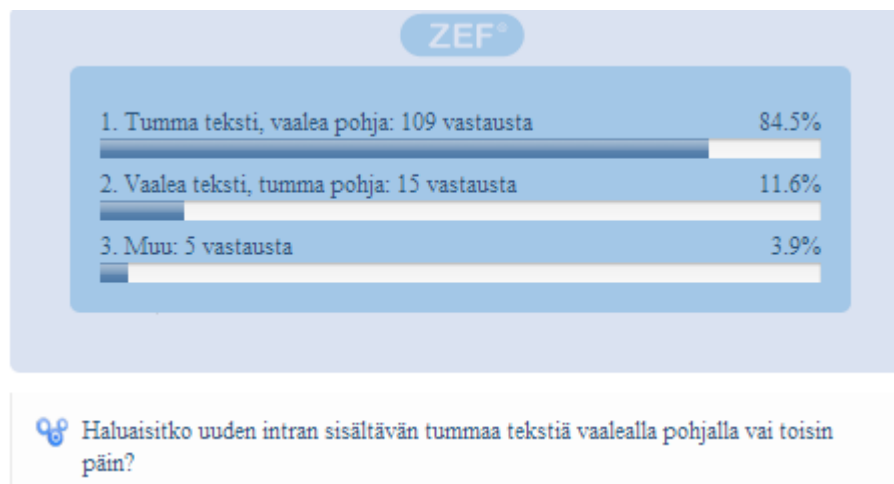 ZEF®
1. Tumma teksti, vaalea pohja: 109 vastausta 84.5%
2. Vaalea teksti, tumma pohja: 15 vastausta 11.6%
3. Muu: 5 vastausta 3.9%
Haluaisitko uuden intran sisältävän tummaa tekstiä vaalealla pohjalla vai toisin
päin?